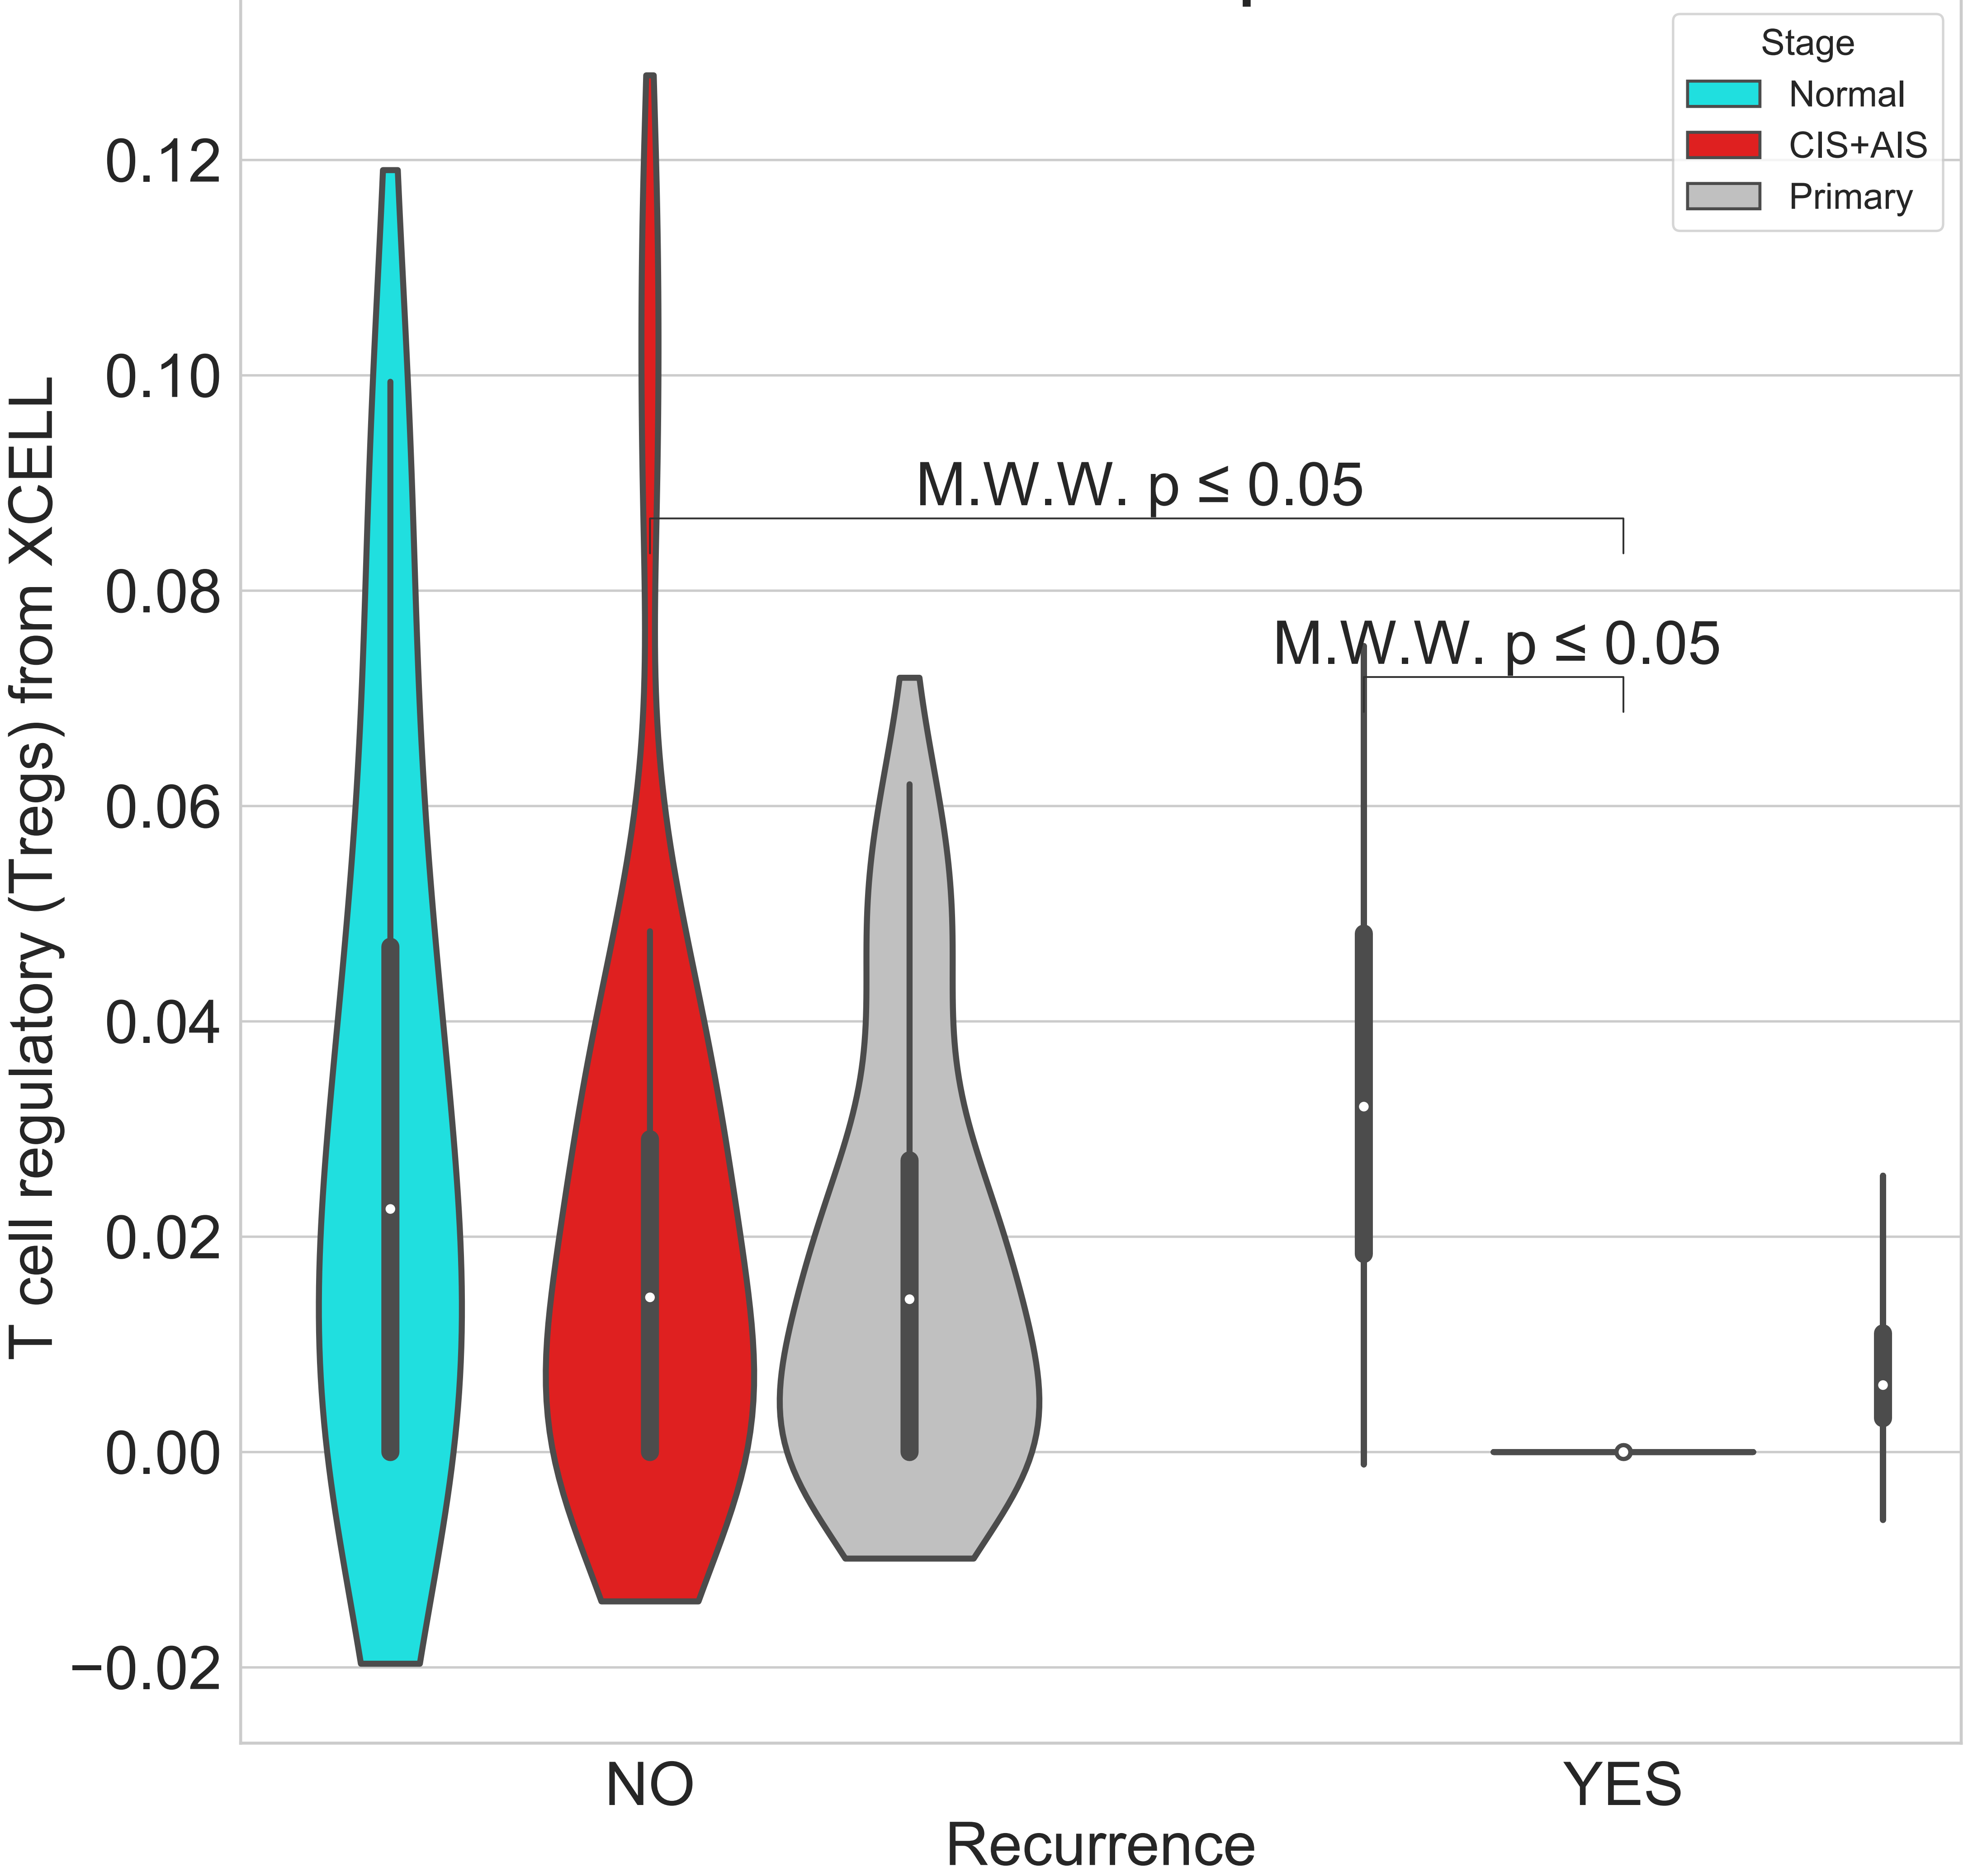 Stage
Normal
CIS+AIS
Primary
0.12
0.10
0.08
0.06
0.04
0.02
0.00
−0.02
T cell regulatory (Tregs) from XCELL
M.W.W. p ≤ 0.05
M.W.W. p ≤ 0.05
NO
YES
Recurrence